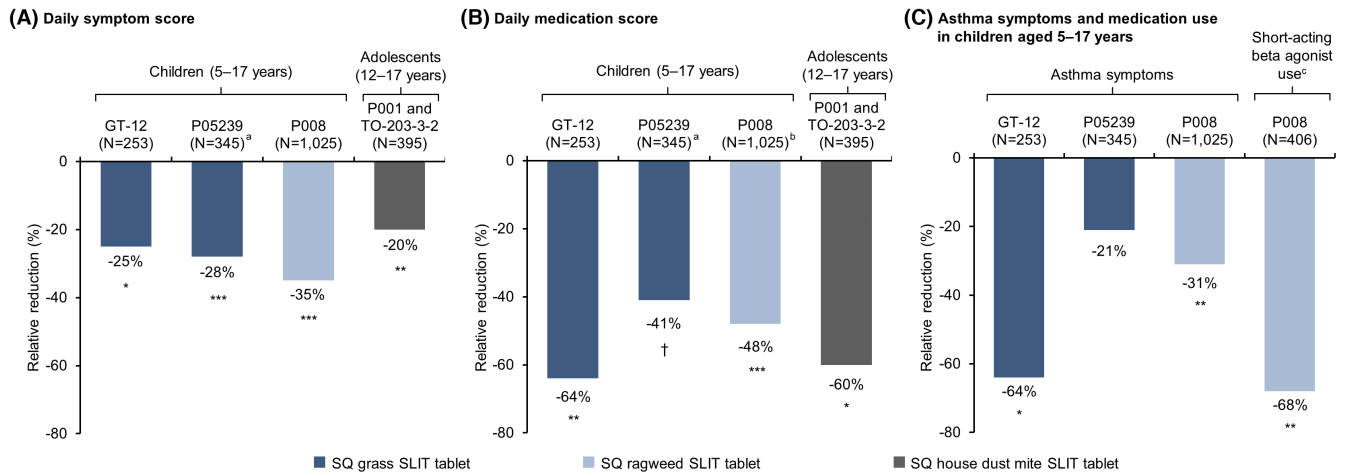 (A) Daily symptom score
Children (5–17 years)
Adolescents
(12–17 years)
GT-12
(N=253)
P05239
(N=345)a
P008
(N=1,025)
P001 and
TO-203-3-2
(N=395)
Relative reduction (%)
0
-20
-40
-60
-80
-25%
*
-28%
***
-35%
***
-20%
**
(B) Daily medication score
Children (5–17 years)
Adolescents
(12–17 years)
GT-12
(N=253)
P05239
(N=345)a
P008
(N=1,025)b
P001 and
TO-203-3-2
(N=395)
Relative reduction (%)
0
-20
-40
-60
-80
-64%
**
-41%
†
-48%
***
-60%
*
(C) Asthma symptoms and medication use
in children aged 5–17 years
Asthma symptoms
Short-acting
beta agonist
usec
GT-12
(N=253)
P05239
(N=345)
P008
(N=1,025)
P008
(N=406)
Relative reduction (%)
0
-20
-40
-60
-80
-64%
*
-21%
-31%
**
-68%
**
SQ grass SLIT tablet
SQ ragweed SLIT tablet
SQ house dust mite SLIT tablet